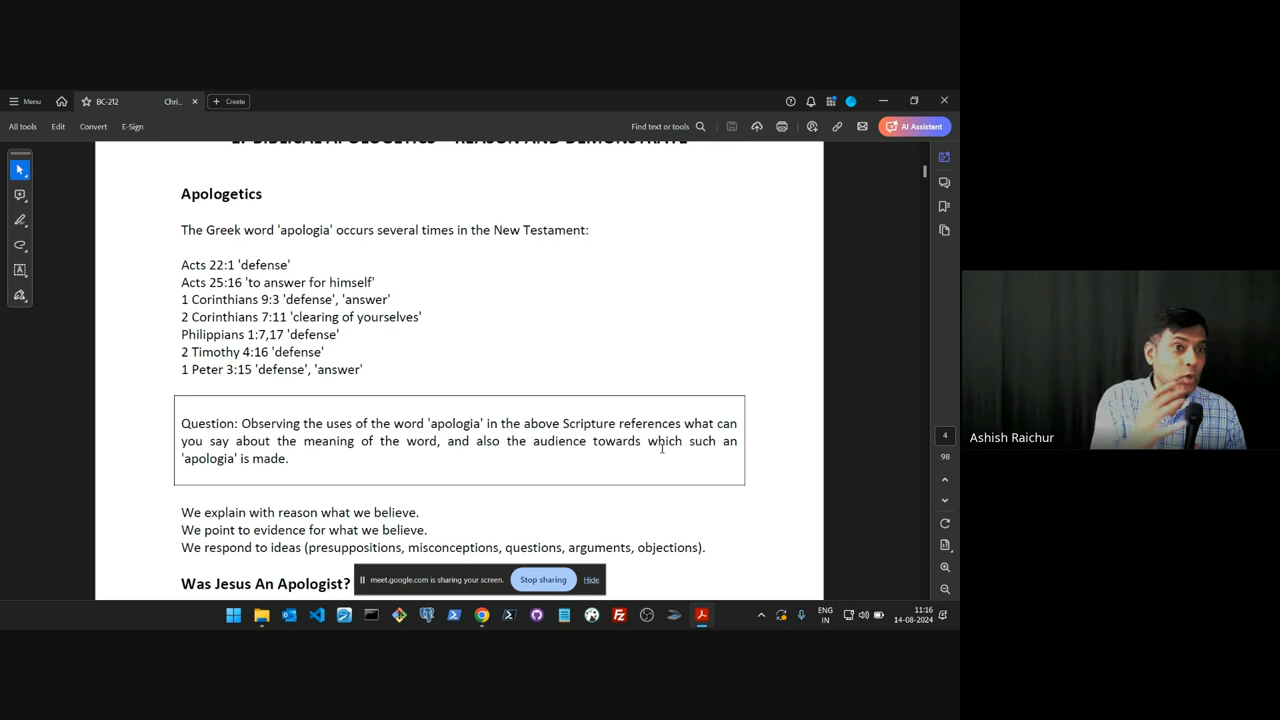 Menu
BC-212
Chri...
Create
All tools
Edit
Convert
E-Sign
Find text or tools
AI Assistant
1. BIBLICAL APOLOGETICS – REASON AND DEMONSTRATE
Apologetics
The Greek word 'apologia' occurs several times in the New Testament:
Acts 22:1 'defense'
Acts 25:16 'to answer for himself'
1 Corinthians 9:3 'defense', 'answer'
2 Corinthians 7:11 'clearing of yourselves'
Philippians 1:7,17 'defense'
2 Timothy 4:16 'defense'
1 Peter 3:15 'defense', 'answer'
Question: Observing the uses of the word 'apologia' in the above Scripture references what can
you say about the meaning of the word, and also the audience towards which such an
'apologia' is made.
We explain with reason what we believe.
We point to evidence for what we believe.
We respond to ideas (presuppositions, misconceptions, questions, arguments, objections).
Was Jesus An Apologist?
meet.google.com is sharing your screen.
Stop sharing
Hide
4
98
Ashish Raichur
ENG
IN
11:16
14-08-2024